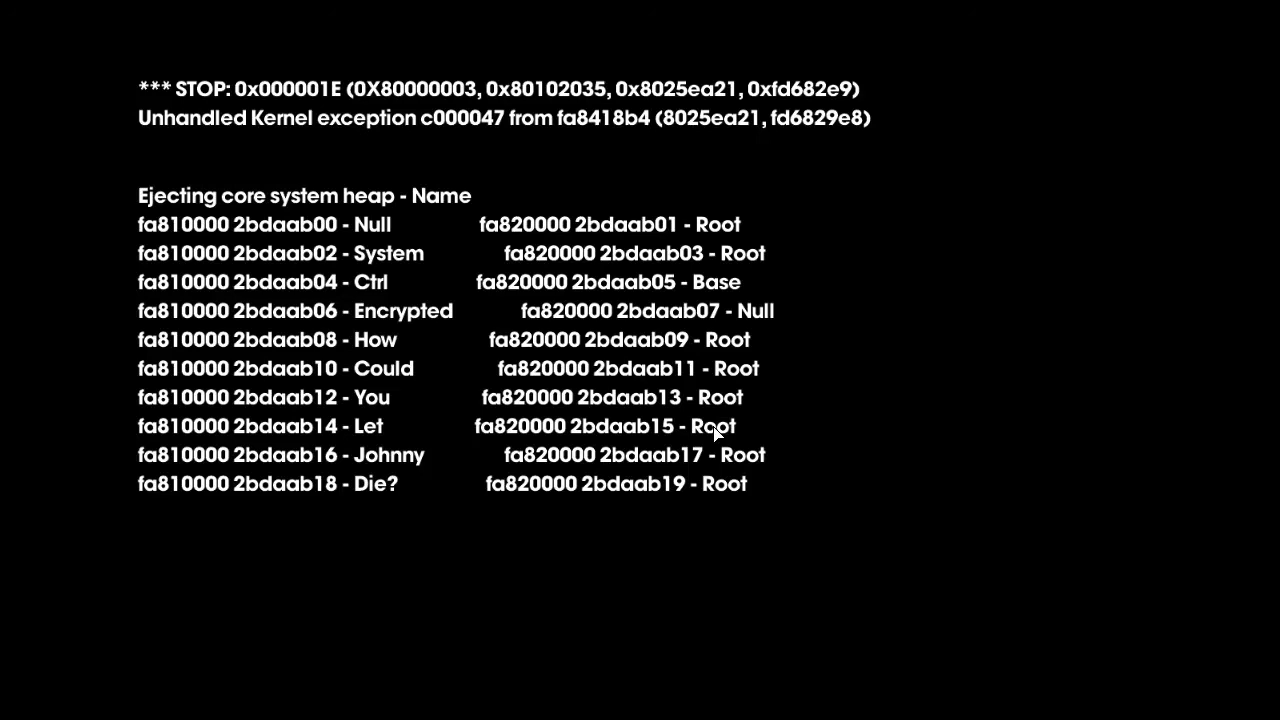 *** STOP: 0x000001E (0X80000003, 0x80102035, 0x8025ea21, 0xfd682e9)
Unhandled Kernel exception c000047 from fa8418b4 (8025ea21, fd6829e8)
Ejecting core system heap - Name
fa810000 2bdaab00 - Null fa820000 2bdaab01 - Root
fa810000 2bdaab02 - System fa820000 2bdaab03 - Root
fa810000 2bdaab04 - Ctrl fa820000 2bdaab05 - Base
fa810000 2bdaab06 - Encrypted fa820000 2bdaab07 - Null
fa810000 2bdaab08 - How fa820000 2bdaab09 - Root
fa810000 2bdaab10 - Could fa820000 2bdaab11 - Root
fa810000 2bdaab12 - You fa820000 2bdaab13 - Root
fa810000 2bdaab14 - Let fa820000 2bdaab15 - Root
fa810000 2bdaab16 - Johnny fa820000 2bdaab17 - Root
fa810000 2bdaab18 - Die? fa820000 2bdaab19 - Root